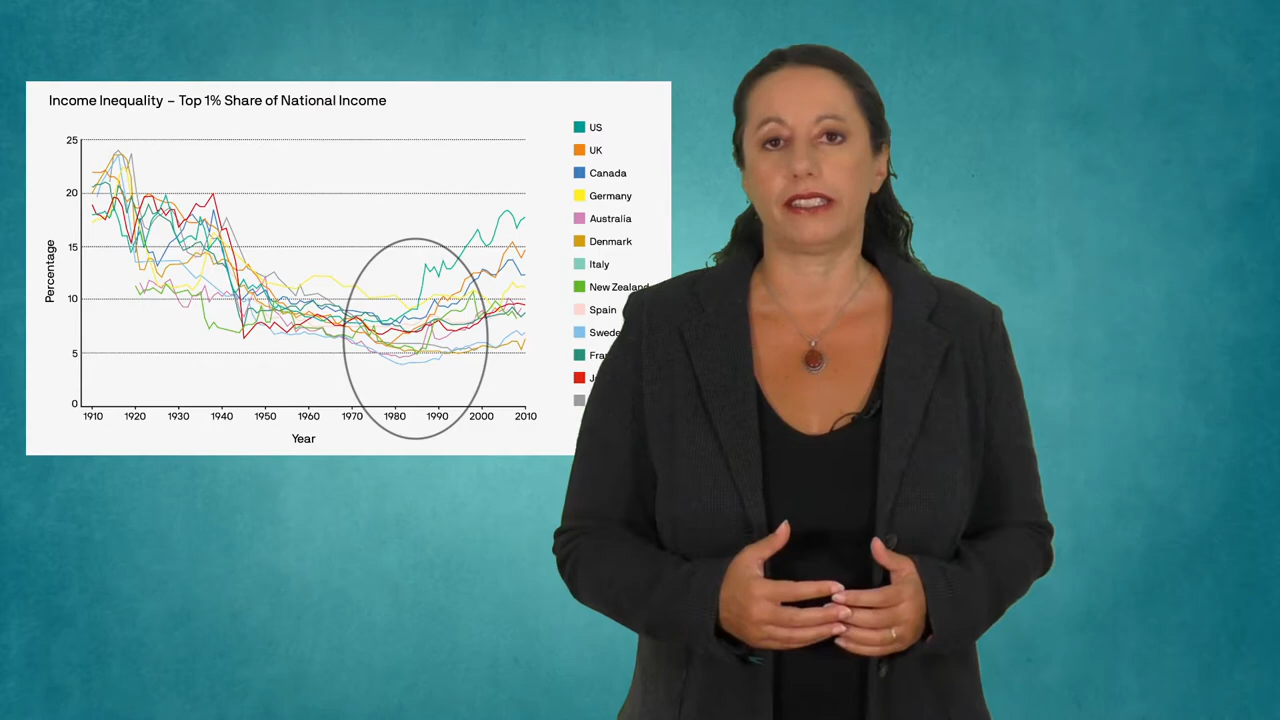 Income Inequality – Top 1% Share of National Income
25
20
15
10
5
0
Percentage
1910 1920 1930 1940 1950 1960 1970 1980 1990 2000 2010
Year
US
UK
Canada
Germany
Australia
Denmark
Italy
New Zealand
Spain